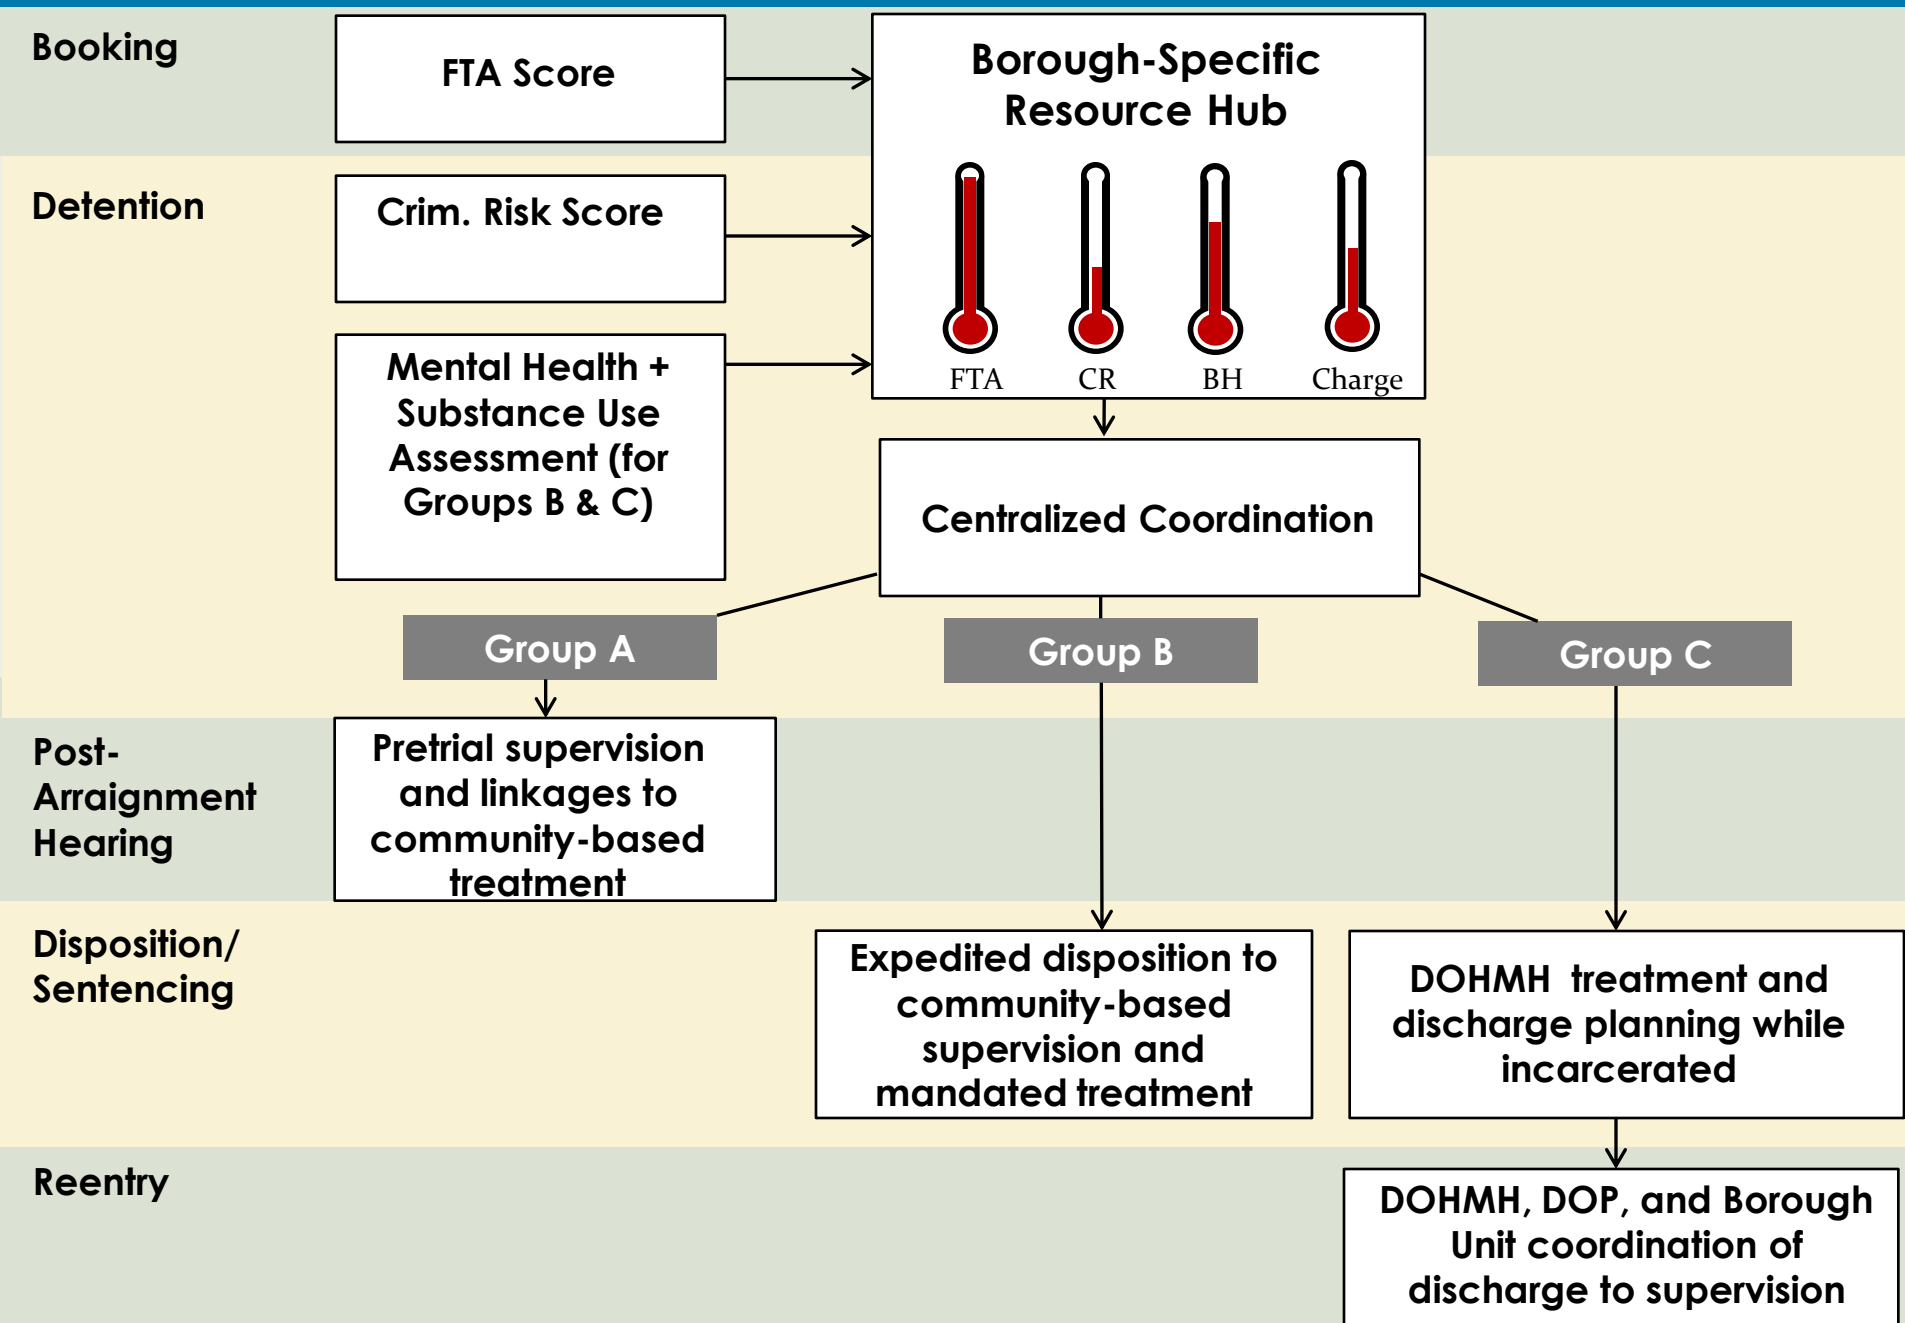 Booking
FTA Score
Borough-Specific
Resource Hub
Detention
Crim. Risk Score
Mental Health +
Substance Use
Assessment (for
Groups B & C)
FTA
CR
BH
Charge
Centralized Coordination
Group A
Group B
Group C
Post-
Arraignment
Hearing
Pretrial supervision
and linkages to
community-based
treatment
Disposition/
Sentencing
Expedited disposition to
community-based
supervision and
mandated treatment
DOHMH  treatment and
discharge planning while
incarcerated
Reentry
DOHMH, DOP, and Borough
Unit coordination of
discharge to supervision